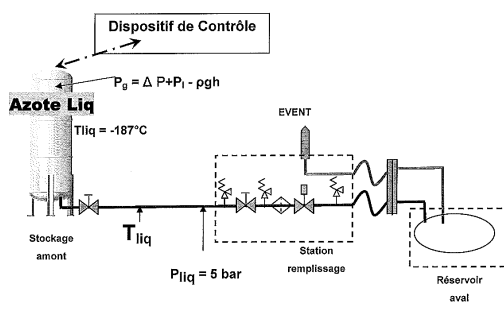 Dispositif de Contrôle
Pg = Δ P+Pl - ρgh
Azote Liq
Tliq = -187°C
EVENT
Tliq
Stockage
amont
Pliq = 5 bar
Station
remplissage
Réservoir
aval